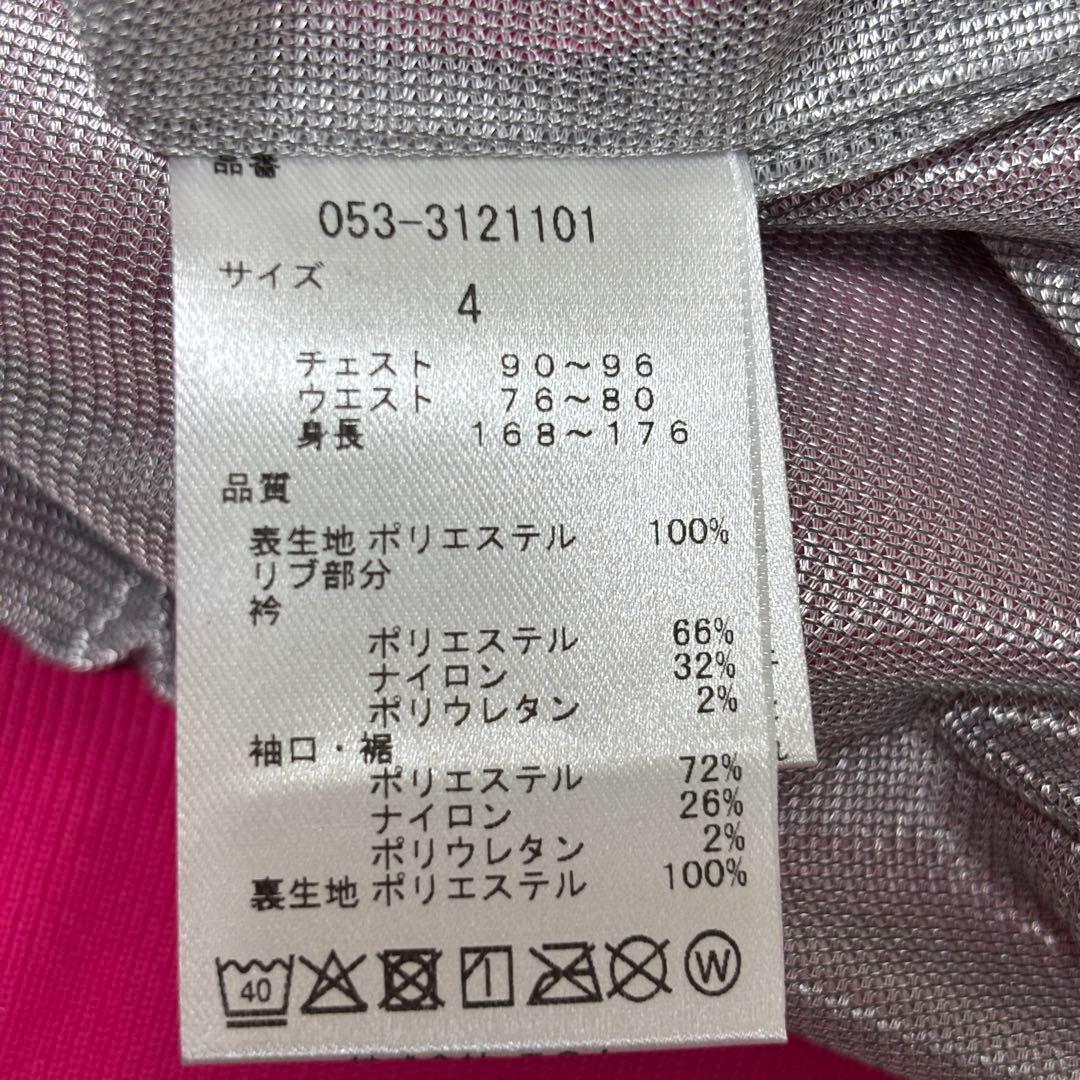 品番
053-3121101
サイズ
4
チェスト 90～96
ウエスト 76～80
身長 168～176
品質
表生地 ポリエステル 100%
リブ部分
衿
ポリエステル 66%
ナイロン 32%
ポリウレタン 2%
袖口・裾
ポリエステル 72%
ナイロン 26%
ポリウレタン 2%
裏生地 ポリエステル 100%
40 W